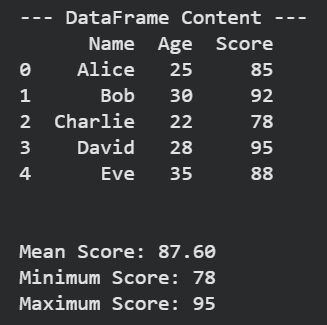 --- DataFrame Content ---
      Name  Age  Score
0    Alice   25     85
1      Bob   30     92
2  Charlie   22     78
3    David   28     95
4      Eve   35     88
Mean Score: 87.60
Minimum Score: 78
Maximum Score: 95